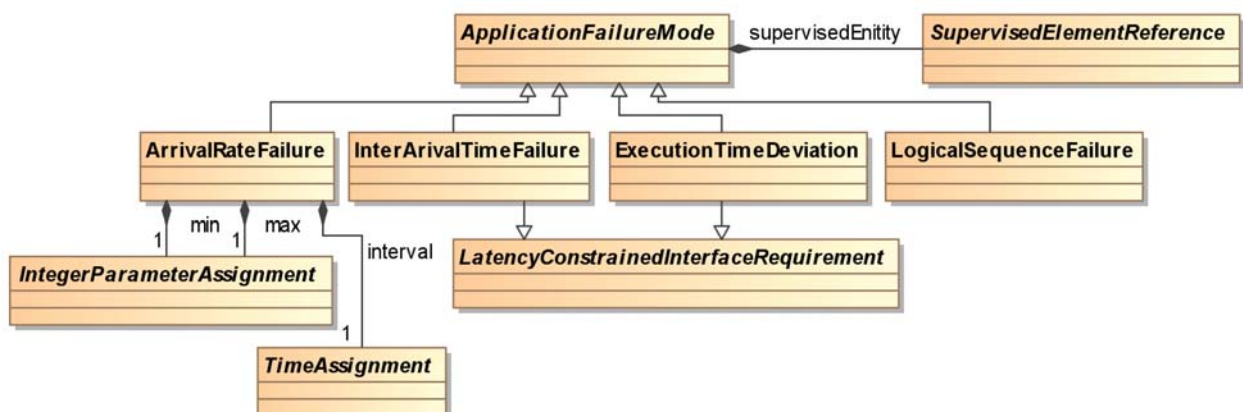 ApplicationFailureMode
supervisedEnitity
SupervisedElementReference
ArrivalRateFailure
InterArivalTimeFailure
ExecutionTimeDeviation
LogicalSequenceFailure
min
max
interval
1
1
IntegerParameterAssignment
LatencyConstrainedInterfaceRequirement
1
TimeAssignment